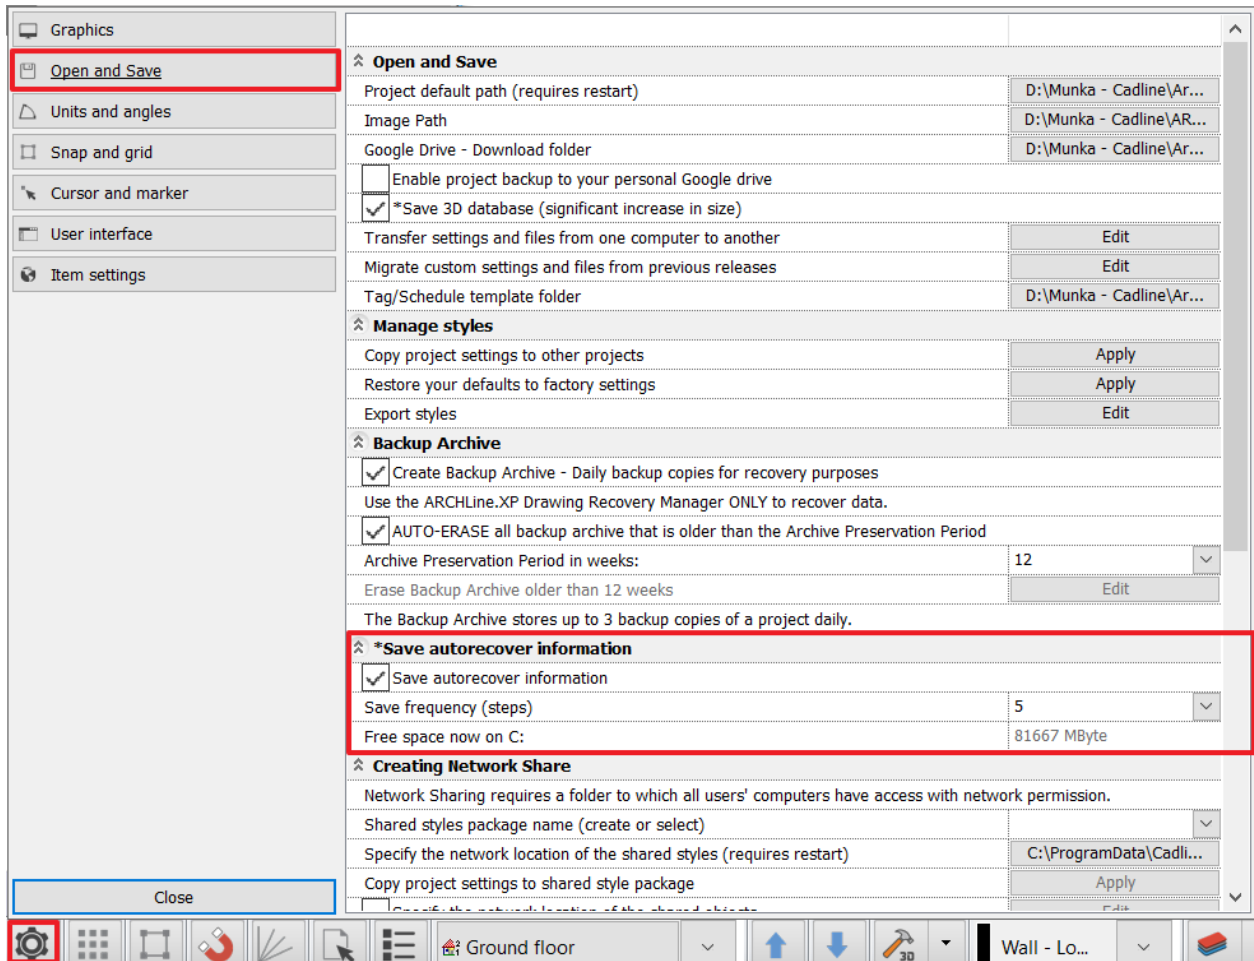 Graphics
Open and Save
Units and angles
Snap and grid
Cursor and marker
User interface
Item settings
Close
Open and Save
Project default path (requires restart) D:\Munka - Cadline\Ar...
Image Path D:\Munka - Cadline\AR...
Google Drive - Download folder D:\Munka - Cadline\Ar...
Enable project backup to your personal Google drive
*Save 3D database (significant increase in size)
Transfer settings and files from one computer to another Edit
Migrate custom settings and files from previous releases Edit
Tag/Schedule template folder D:\Munka - Cadline\Ar...
Manage styles
Copy project settings to other projects Apply
Restore your defaults to factory settings Apply
Export styles Edit
Backup Archive
Create Backup Archive - Daily backup copies for recovery purposes
Use the ARCHLine.XP Drawing Recovery Manager ONLY to recover data.
AUTO-ERASE all backup archive that is older than the Archive Preservation Period
Archive Preservation Period in weeks: 12
Erase Backup Archive older than 12 weeks Edit
The Backup Archive stores up to 3 backup copies of a project daily.
*Save autorecover information
Save autorecover information
Save frequency (steps) 5
Free space now on C: 81667 MByte
Creating Network Share
Network Sharing requires a folder to which all users' computers have access with network permission.
Shared styles package name (create or select)
Specify the network location of the shared styles (requires restart) C:\ProgramData\Cadli...
Copy project settings to shared style package Apply
Specify the network location of the shared objects Edit
Ground floor 3D Wall - Lo...